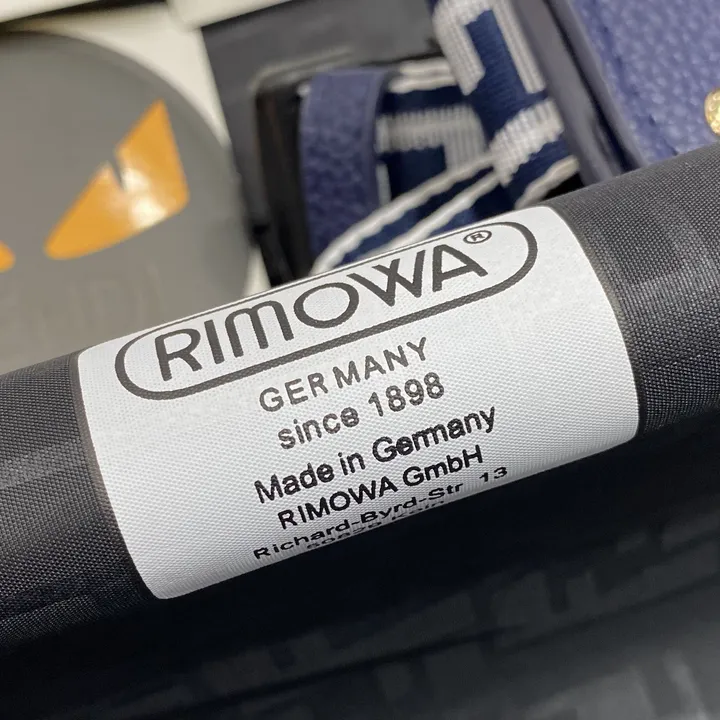 RIMOWA®
GERMANY
since 1898
Made in Germany
RIMOWA GmbH
Richard-Byrd-Str 13